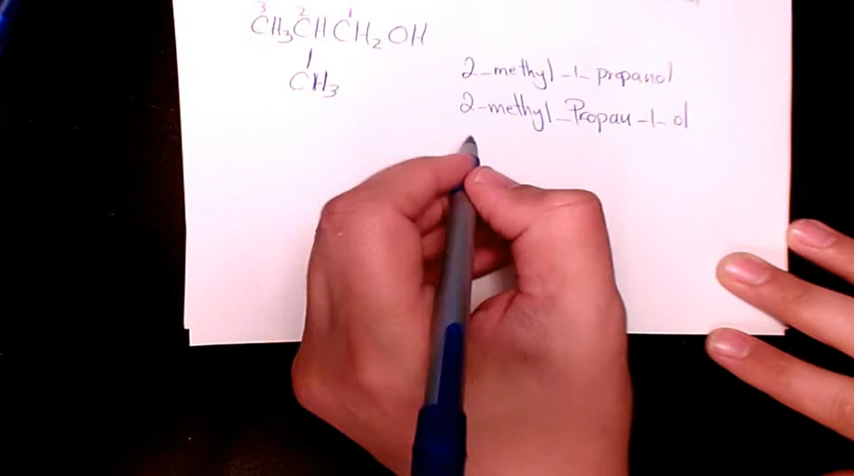 3 2 1
CH3CHCH2OH
CH3
2-methyl-1-propanol
2-methyl-Propan-1-ol